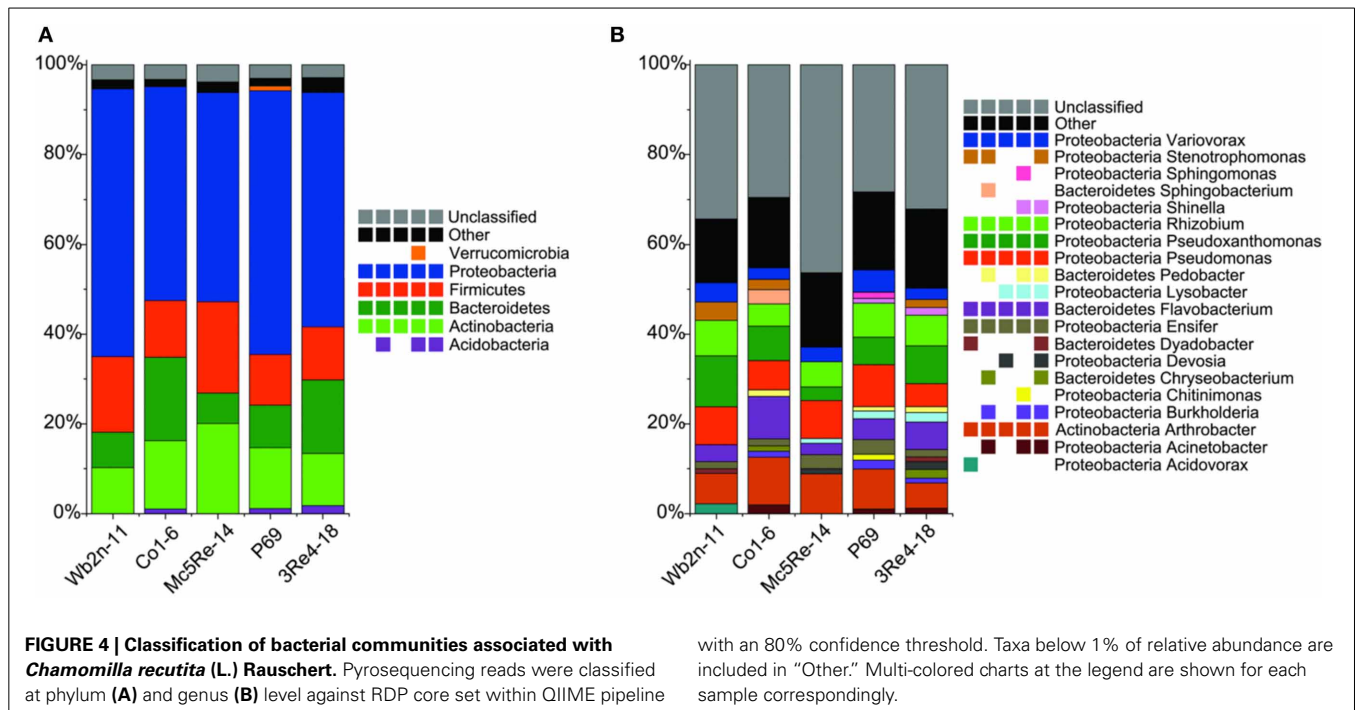 A
100%
80%
60%
40%
20%
0%
Wb2n-11
Co1-6
Mc5Re-14
P69
3Re4-18
Unclassified
Other
Verrucomicrobia
Proteobacteria
Firmicutes
Bacteroidetes
Actinobacteria
Acidobacteria
B
100%
80%
60%
40%
20%
0%
Wb2n-11
Co1-6
Mc5Re-14
P69
3Re4-18
Unclassified
Other
Proteobacteria Variovorax
Proteobacteria Stenotrophomonas
Proteobacteria Sphingomonas
Bacteroidetes Sphingobacterium
Proteobacteria Shinella
Proteobacteria Rhizobium
Proteobacteria Pseudoxanthomonas
Proteobacteria Pseudomonas
Bacteroidetes Pedobacter
Proteobacteria Lysobacter
Bacteroidetes Flavobacterium
Proteobacteria Ensifer
Bacteroidetes Dyadobacter
Proteobacteria Devosia
Bacteroidetes Chryseobacterium
Proteobacteria Chitinimonas
Proteobacteria Burkholderia
Actinobacteria Arthrobacter
Proteobacteria Acinetobacter
Proteobacteria Acidovorax
FIGURE 4 | Classification of bacterial communities associated with
Chamomilla recutita (L.) Rauschert. Pyrosequencing reads were classified
at phylum (A) and genus (B) level against RDP core set within QIIME pipeline
with an 80% confidence threshold. Taxa below 1% of relative abundance are
included in “Other.” Multi-colored charts at the legend are shown for each
sample correspondingly.